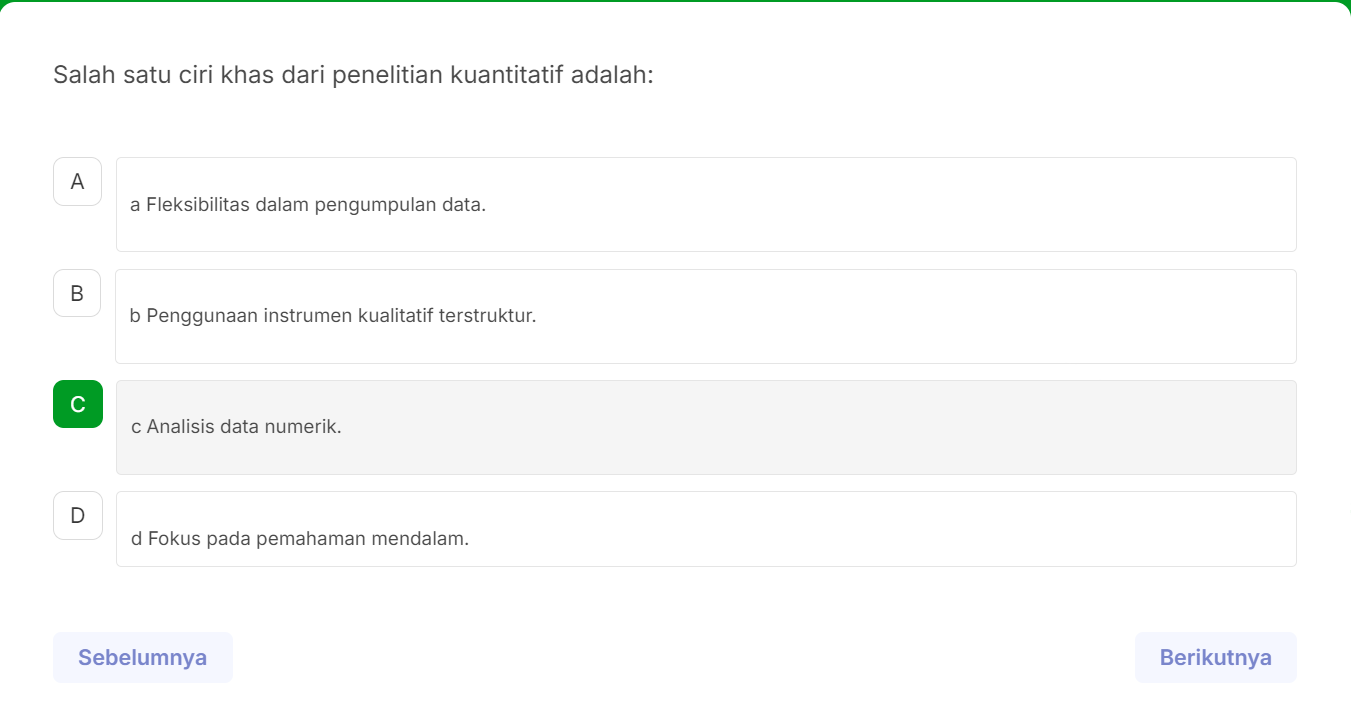 Salah satu ciri khas dari penelitian kuantitatif adalah:
A
a Fleksibilitas dalam pengumpulan data.
B
b Penggunaan instrumen kualitatif terstruktur.
C
c Analisis data numerik.
D
d Fokus pada pemahaman mendalam.
Sebelumnya
Berikutnya